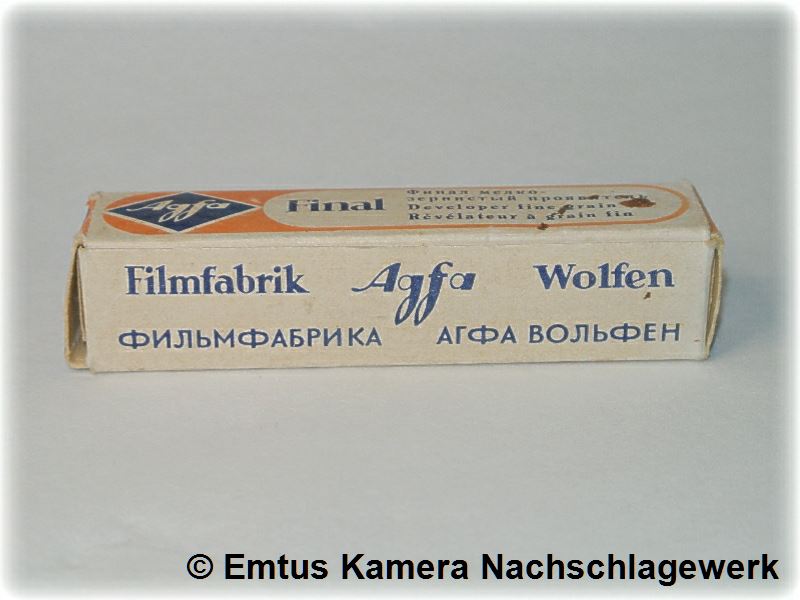 Agfa
Final
Финал мелко-
зернистый проявитель
Developer fine grain
Révélateur à grain fin
Filmfabrik Agfa Wolfen
ФИЛЬМФАБРИКА АГФА ВОЛЬФЕН
© Emtus Kamera Nachschlagewerk